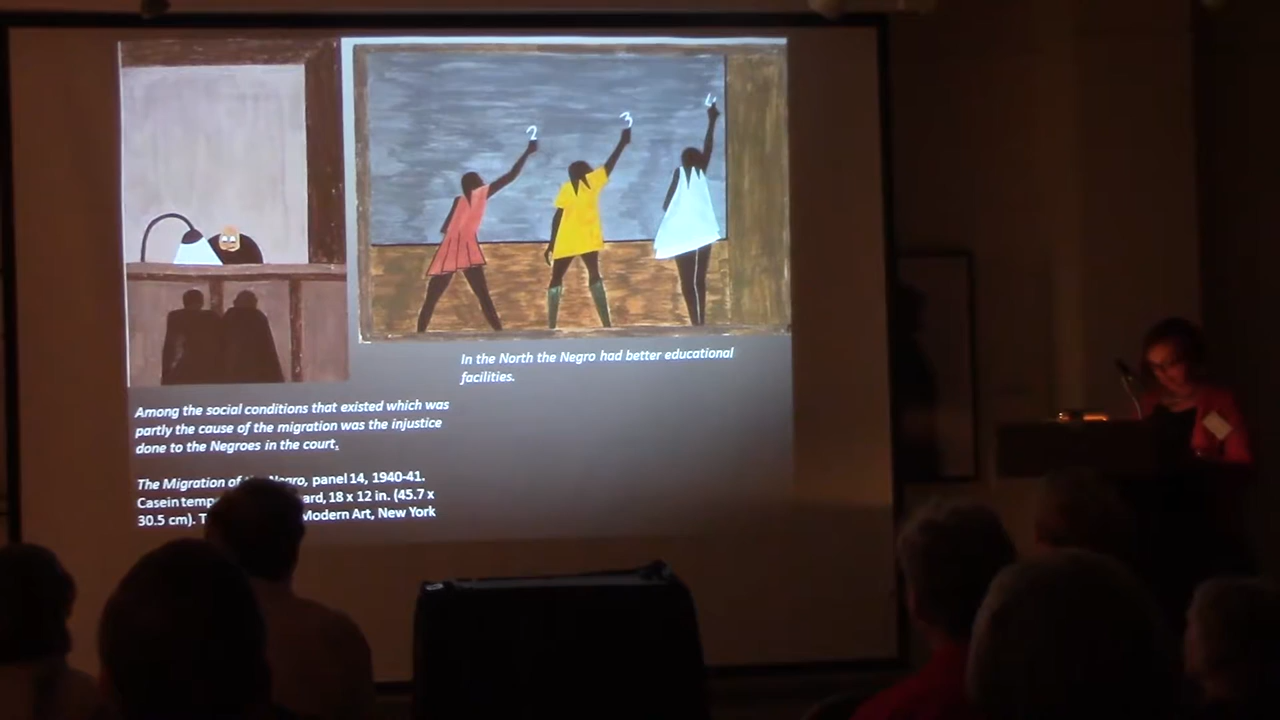 2
3
4
In the North the Negro had better educational
facilities.
Among the social conditions that existed which was
partly the cause of the migration was the injustice
done to the Negroes in the court.
The Migration of panel 14, 1940-41.
Casein 18 x 12 in. (45.7 x
30.5 cm). Modern Art, New York